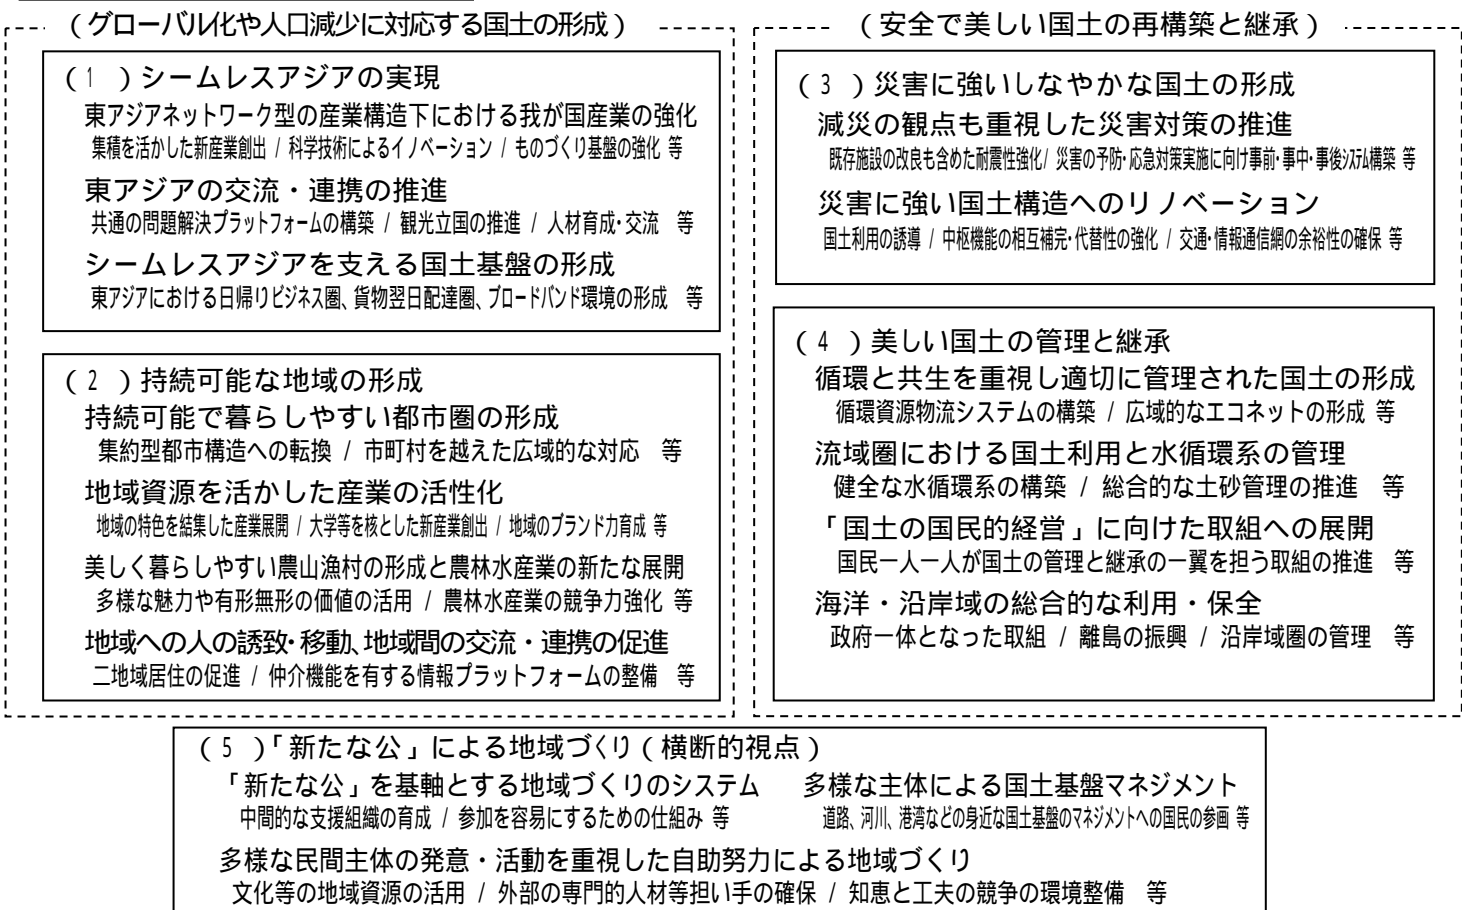 （グローバル化や人口減少に対応する国土の形成）
（1）シームレスアジアの実現
東アジアネットワーク型の産業構造下における我が国産業の強化
集積を活かした新産業創出 / 科学技術によるイノベーション / ものづくり基盤の強化 等
東アジアの交流・連携の推進
共通の問題解決プラットフォームの構築 / 観光立国の推進 / 人材育成・交流 等
シームレスアジアを支える国土基盤の形成
東アジアにおける日帰りビジネス圏、貨物翌日配達圏、ブロードバンド環境の形成 等
（2）持続可能な地域の形成
持続可能で暮らしやすい都市圏の形成
集約型都市構造への転換 / 市町村を越えた広域的な対応 等
地域資源を活かした産業の活性化
地域の特色を結集した産業展開 / 大学等を核とした新産業創出 / 地域のブランド力育成 等
美しく暮らしやすい農山漁村の形成と農林水産業の新たな展開
多様な魅力や有形無形の価値の活用 / 農林水産業の競争力強化 等
地域への人の誘致・移動、地域間の交流・連携の促進
二地域居住の促進 / 仲介機能を有する情報プラットフォームの整備 等
（安全で美しい国土の再構築と継承）
（3）災害に強いしなやかな国土の形成
減災の観点も重視した災害対策の推進
既存施設の改良も含めた耐震性強化/ 災害の予防・応急対策実施に向け事前・事中・事後システム構築 等
災害に強い国土構造へのリノベーション
国土利用の誘導 / 中枢機能の相互補完・代替性の強化 / 交通・情報通信網の余裕性の確保 等
（4）美しい国土の管理と継承
循環と共生を重視し適切に管理された国土の形成
循環資源物流システムの構築 / 広域的なエコネットの形成 等
流域圏における国土利用と水循環系の管理
健全な水循環系の構築 / 総合的な土砂管理の推進 等
「国土の国民的経営」に向けた取組への展開
国民一人一人が国土の管理と継承の一翼を担う取組の推進 等
海洋・沿岸域の総合的な利用・保全
政府一体となった取組 / 離島の振興 / 沿岸域圏の管理 等
（5）「新たな公」による地域づくり（横断的視点）
「新たな公」を基軸とする地域づくりのシステム
中間的な支援組織の育成 / 参加を容易にするための仕組み 等
多様な主体による国土基盤マネジメント
道路、河川、港湾などの身近な国土基盤のマネジメントへの国民の参画 等
多様な民間主体の発意・活動を重視した自助努力による地域づくり
文化等の地域資源の活用 / 外部の専門的人材等担い手の確保 / 知恵と工夫の競争の環境整備 等